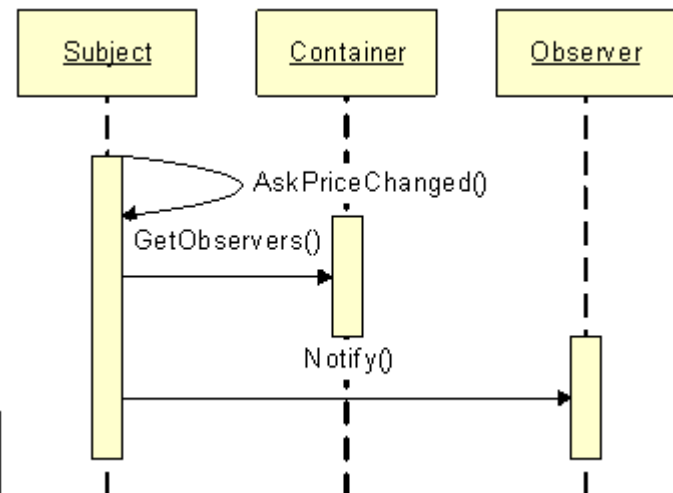 Subject
Container
Observer
AskPriceChanged()
GetObservers()
Notify()